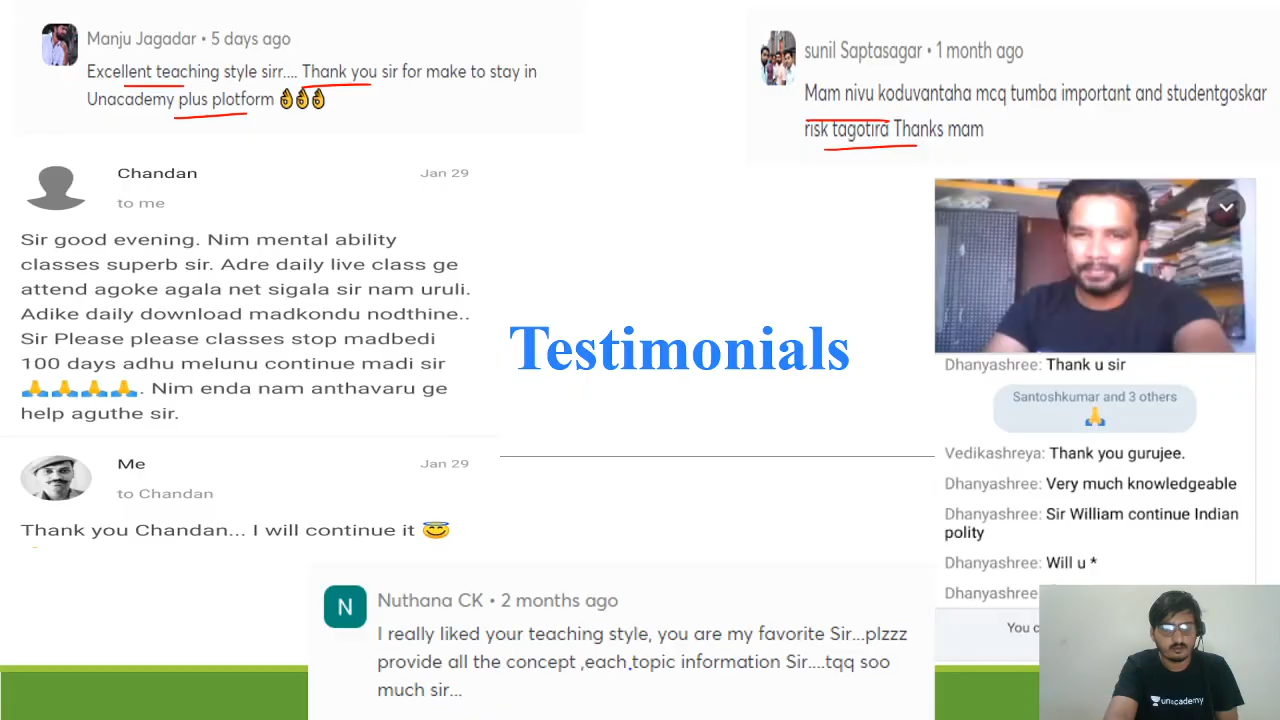 Manju Jagadar • 5 days ago
Excellent teaching style sirr.... Thank you sir for make to stay in
Unacademy plus plotform 👌👌👌
sunil Saptasagar • 1 month ago
Mam nivu koduvantaha mcq tumba important and studentgoskar
risk tagotira Thanks mam
Chandan
Jan 29
to me
Sir good evening. Nim mental ability
classes superb sir. Adre daily live class ge
attend agoke agala net sigala sir nam uruli.
Adike daily download madkondu nodthine..
Sir Please please classes stop madbedi
100 days adhu melunu continue madi sir
🙏🙏🙏🙏. Nim enda nam anthavaru ge
help aguthe sir.
Me
Jan 29
to Chandan
Thank you Chandan... I will continue it 😇
Testimonials
Dhanyashree: Thank u sir
Santoshkumar and 3 others
🙏
Vedikashreya: Thank you gurujee.
Dhanyashree: Very much knowledgeable
Dhanyashree: Sir William continue Indian
polity
Dhanyashree: Will u *
Dhanyashree:
You c
N
Nuthana CK • 2 months ago
I really liked your teaching style, you are my favorite Sir...plzzz
provide all the concept ,each,topic information Sir....tqq soo
much sir...
unacademy